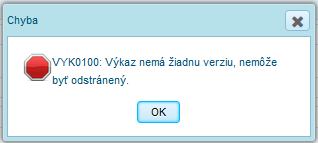 Chyba
VYK0100: Výkaz nemá žiadnu verziu, nemôže
byť odstránený.
OK